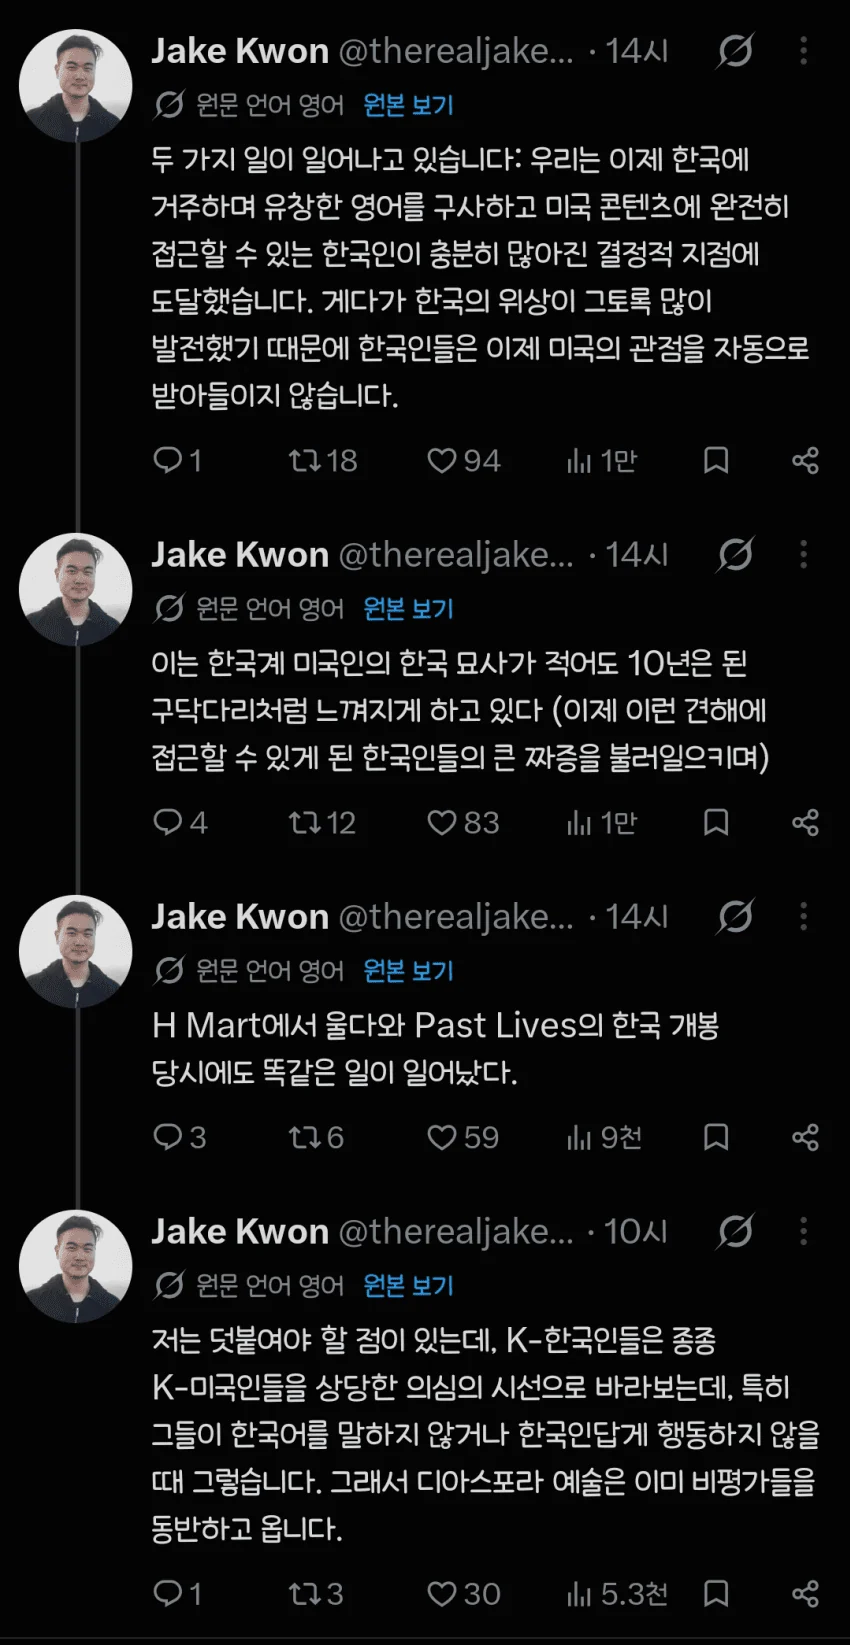 Jake Kwon @therealjake... · 14시
원문 언어 영어 원본 보기
두 가지 일이 일어나고 있습니다: 우리는 이제 한국에
거주하며 유창한 영어를 구사하고 미국 콘텐츠에 완전히
접근할 수 있는 한국인이 충분히 많아진 결정적 지점에
도달했습니다. 게다가 한국의 위상이 그토록 많이
발전했기 때문에 한국인들은 이제 미국의 관점을 자동으로
받아들이지 않습니다.
1 18 94 1만
Jake Kwon @therealjake... · 14시
원문 언어 영어 원본 보기
이는 한국계 미국인의 한국 묘사가 적어도 10년은 된
구닥다리처럼 느껴지게 하고 있다 (이제 이런 견해에
접근할 수 있게 된 한국인들의 큰 짜증을 불러일으키며)
4 12 83 1만
Jake Kwon @therealjake... · 14시
원문 언어 영어 원본 보기
H Mart에서 울다와 Past Lives의 한국 개봉
당시에도 똑같은 일이 일어났다.
3 6 59 9천
Jake Kwon @therealjake... · 10시
원문 언어 영어 원본 보기
저는 덧붙여야 할 점이 있는데, K-한국인들은 종종
K-미국인들을 상당한 의심의 시선으로 바라보는데, 특히
그들이 한국어를 말하지 않거나 한국인답게 행동하지 않을
때 그렇습니다. 그래서 디아스포라 예술은 이미 비평가들을
동반하고 옵니다.
1 3 30 5.3천